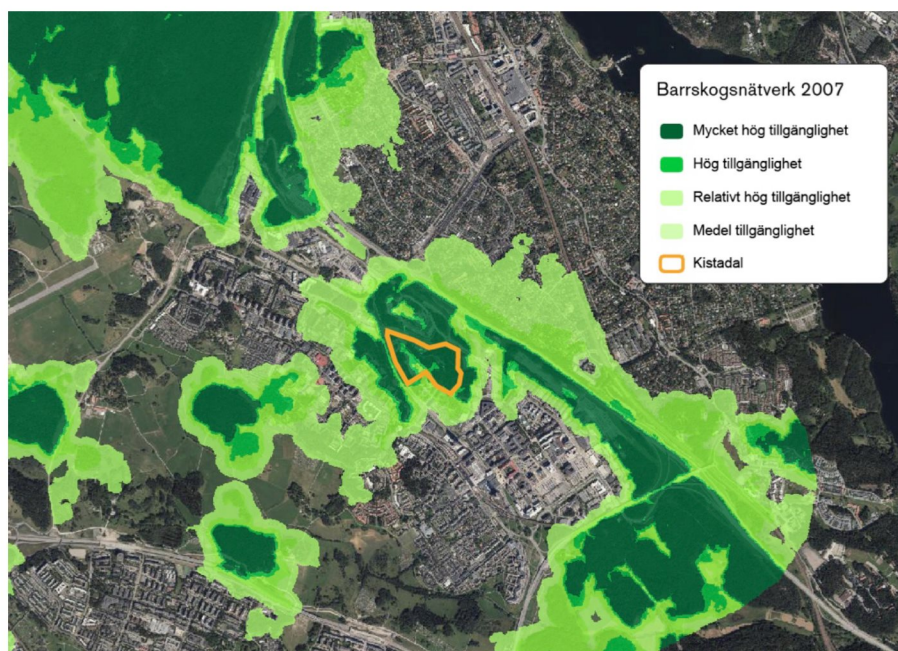 Barrskogsnätverk 2007
Mycket hög tillgänglighet
Hög tillgänglighet
Relativt hög tillgänglighet
Medel tillgänglighet
Kistadal